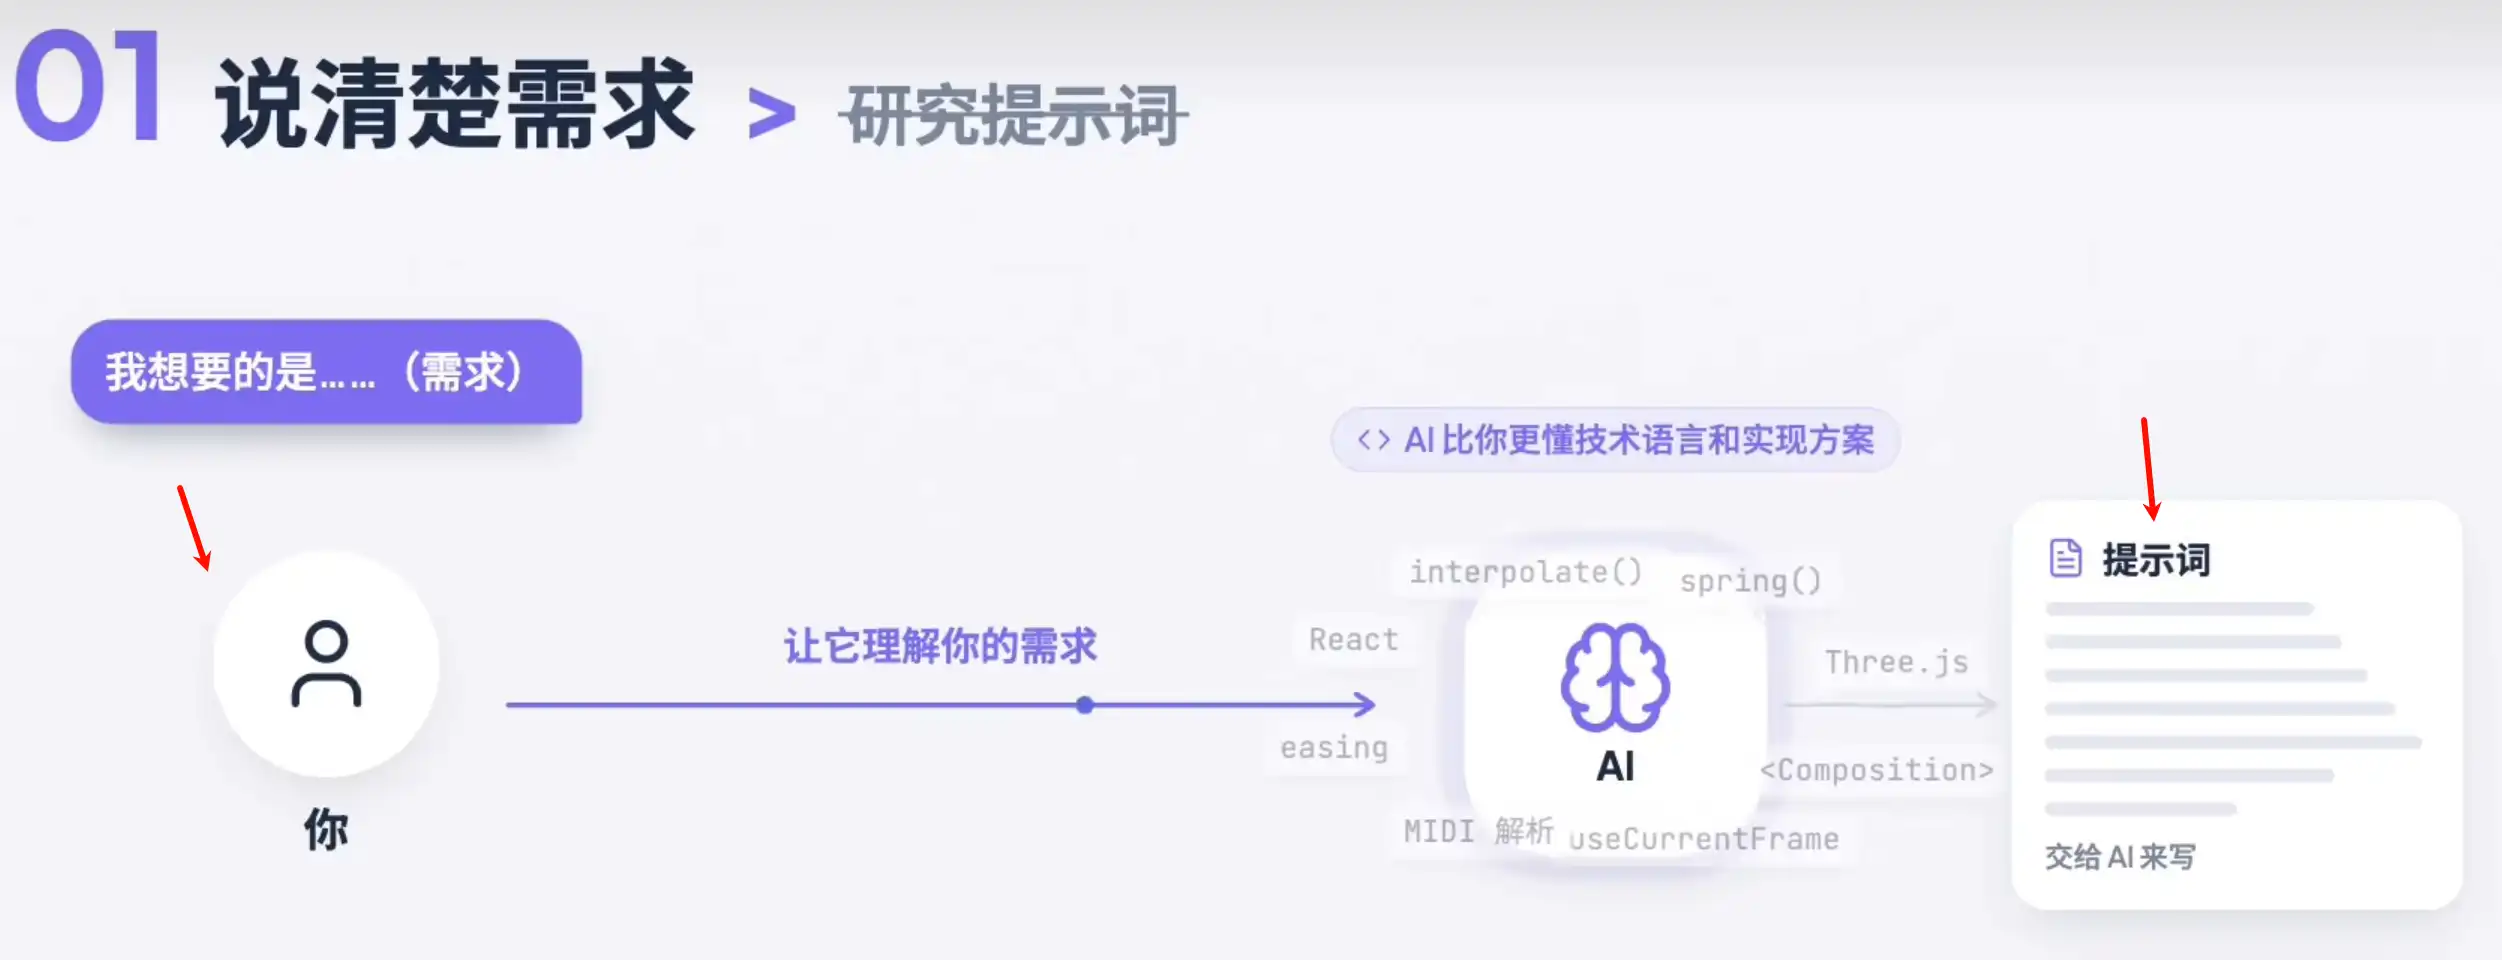 01 说清楚需求 > 研究提示词
我想要的是……（需求）
<> AI 比你更懂技术语言和实现方案
interpolate()
spring()
提示词
让它理解你的需求
React
Three.js
easing
AI
<Composition>
MIDI 解析
useCurrentFrame
你
交给 AI 来写